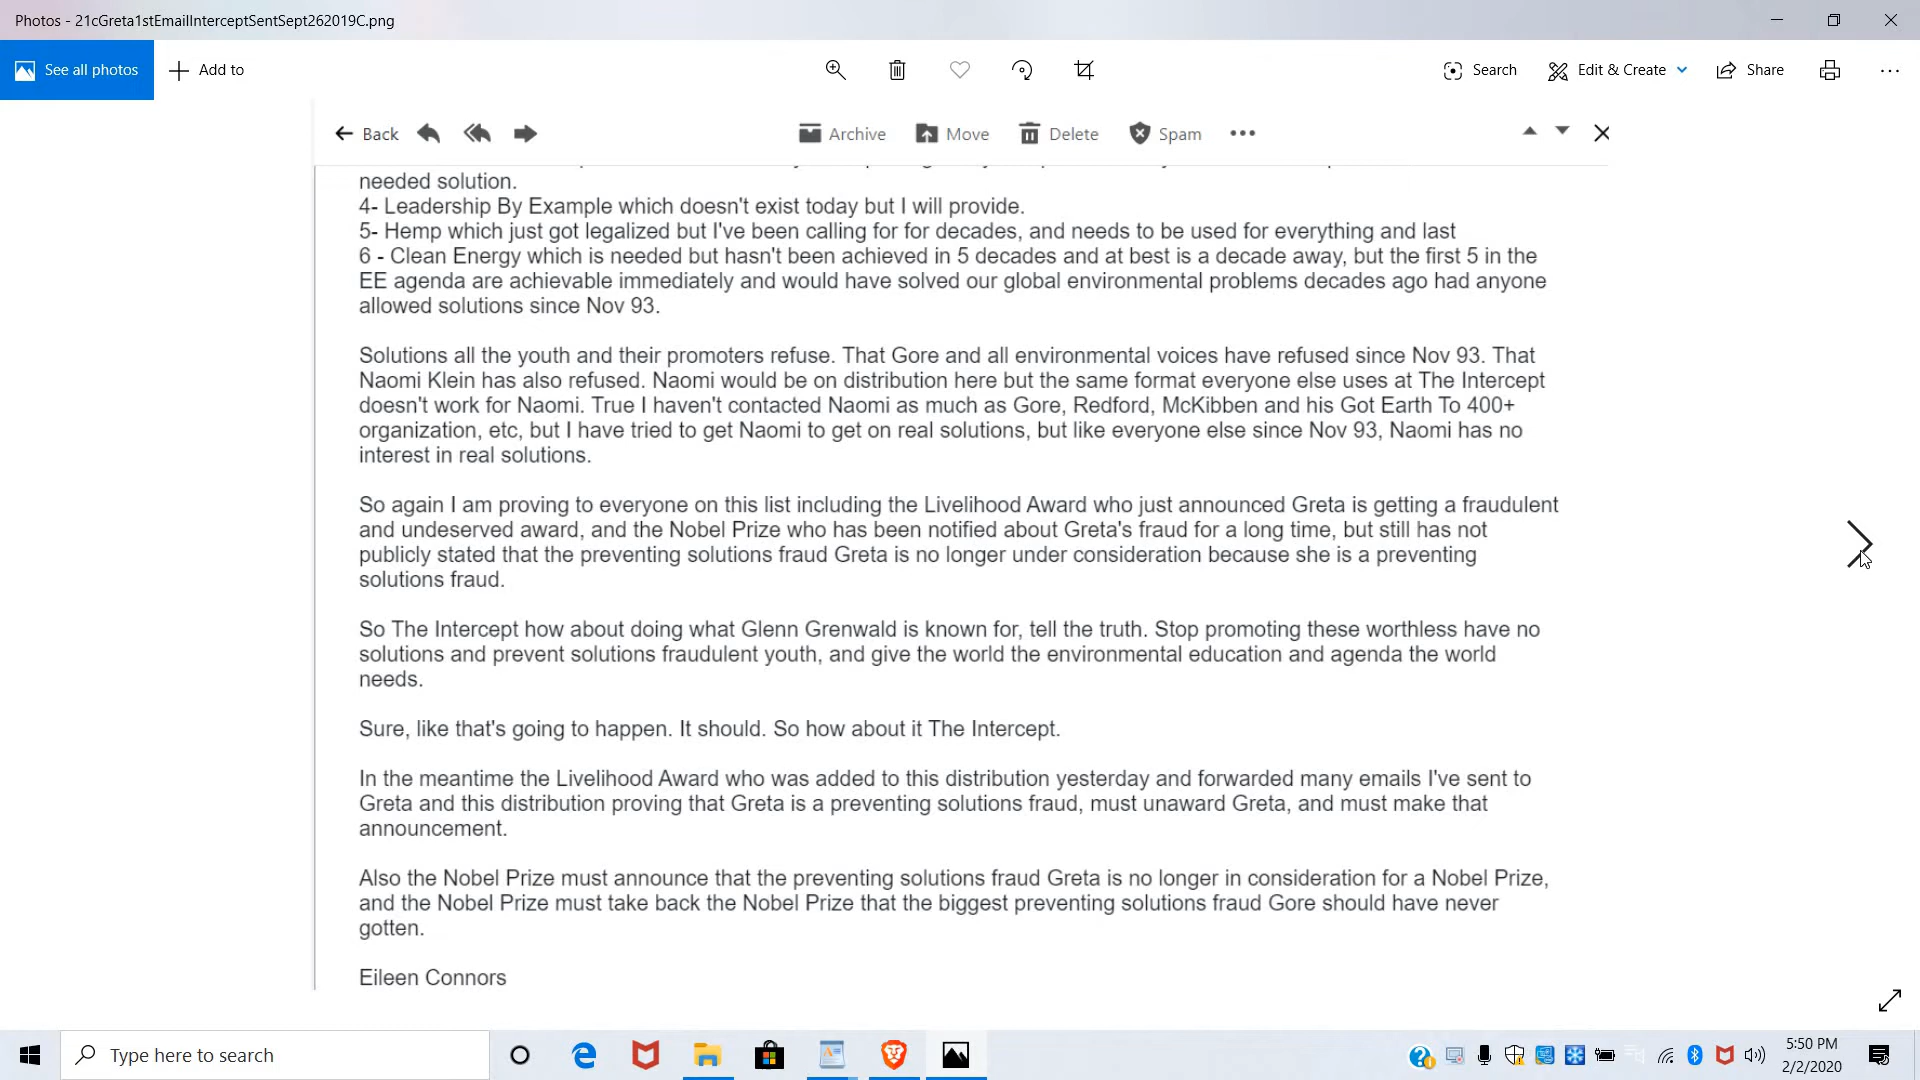 Photos - 21cGreta1stEmailInterceptSentSept262019C.png
See all photos
Add to
Search
Edit & Create
Share
Back
Archive
Move
Delete
Spam
needed solution.
4- Leadership By Example which doesn't exist today but I will provide.
5- Hemp which just got legalized but I've been calling for for decades, and needs to be used for everything and last
6 - Clean Energy which is needed but hasn't been achieved in 5 decades and at best is a decade away, but the first 5 in the
EE agenda are achievable immediately and would have solved our global environmental problems decades ago had anyone
allowed solutions since Nov 93.
Solutions all the youth and their promoters refuse. That Gore and all environmental voices have refused since Nov 93. That
Naomi Klein has also refused. Naomi would be on distribution here but the same format everyone else uses at The Intercept
doesn't work for Naomi. True I haven't contacted Naomi as much as Gore, Redford, McKibben and his Got Earth To 400+
organization, etc, but I have tried to get Naomi to get on real solutions, but like everyone else since Nov 93, Naomi has no
interest in real solutions.
So again I am proving to everyone on this list including the Livelihood Award who just announced Greta is getting a fraudulent
and undeserved award, and the Nobel Prize who has been notified about Greta's fraud for a long time, but still has not
publicly stated that the preventing solutions fraud Greta is no longer under consideration because she is a preventing
solutions fraud.
So The Intercept how about doing what Glenn Grenwald is known for, tell the truth. Stop promoting these worthless have no
solutions and prevent solutions fraudulent youth, and give the world the environmental education and agenda the world
needs.
Sure, like that's going to happen. It should. So how about it The Intercept.
In the meantime the Livelihood Award who was added to this distribution yesterday and forwarded many emails I've sent to
Greta and this distribution proving that Greta is a preventing solutions fraud, must unaward Greta, and must make that
announcement.
Also the Nobel Prize must announce that the preventing solutions fraud Greta is no longer in consideration for a Nobel Prize,
and the Nobel Prize must take back the Nobel Prize that the biggest preventing solutions fraud Gore should have never
gotten.
Eileen Connors
Type here to search
5:50 PM
2/2/2020